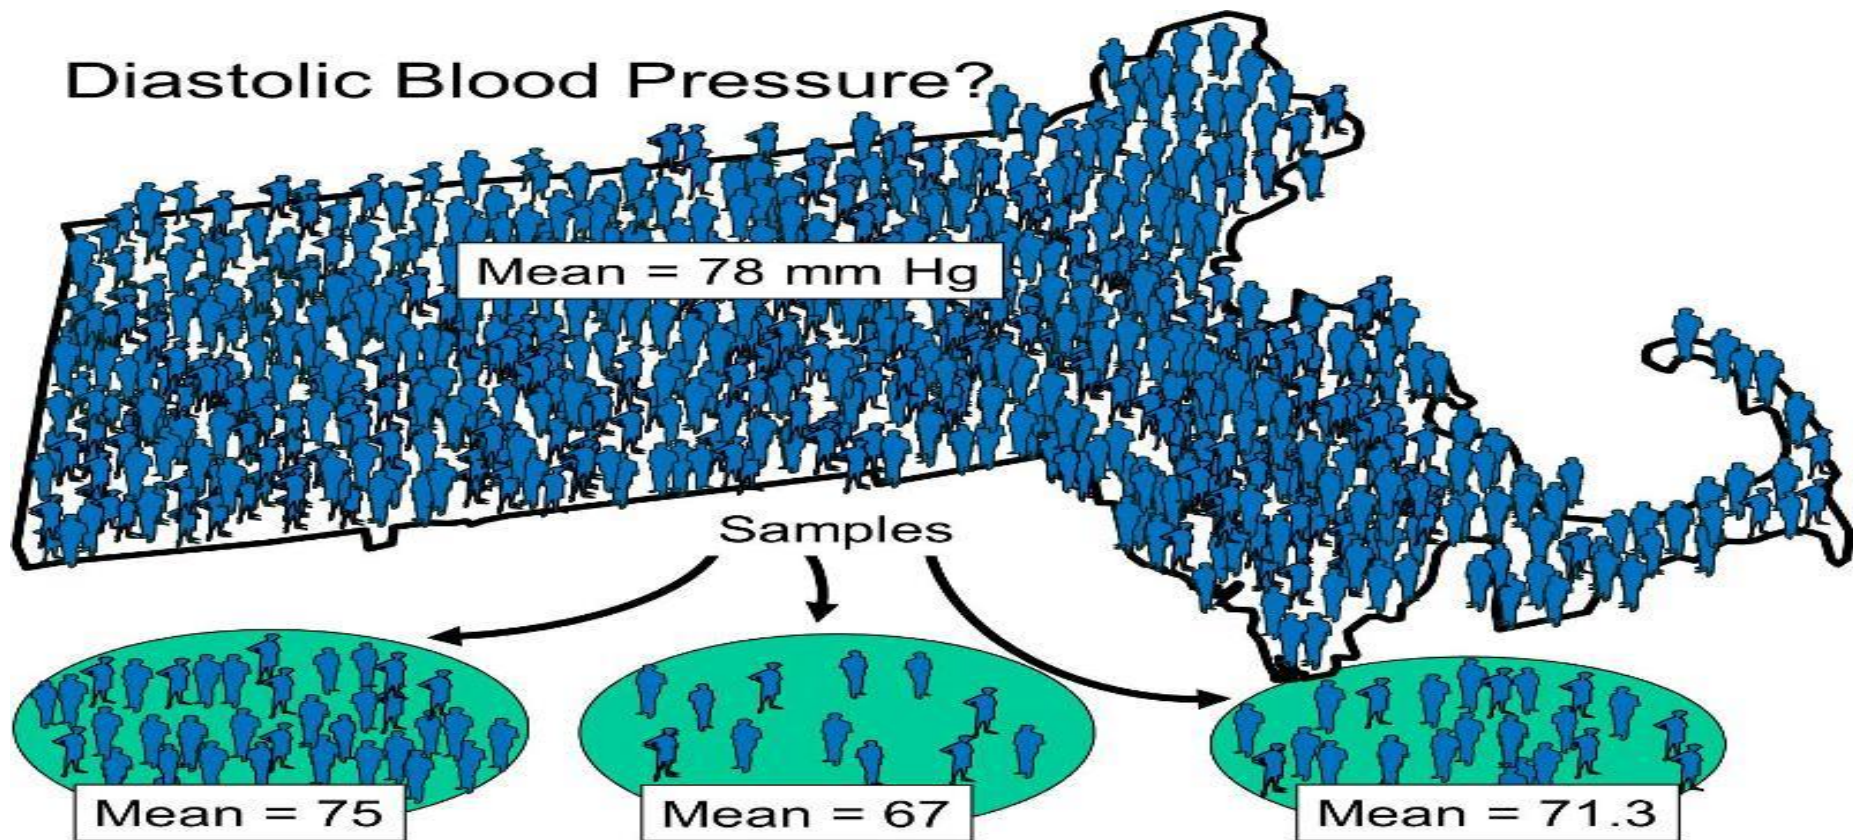 Diastolic Blood Pressure?
Mean = 78 mm Hg
Samples
Mean = 75
Mean = 67
Mean = 71.3